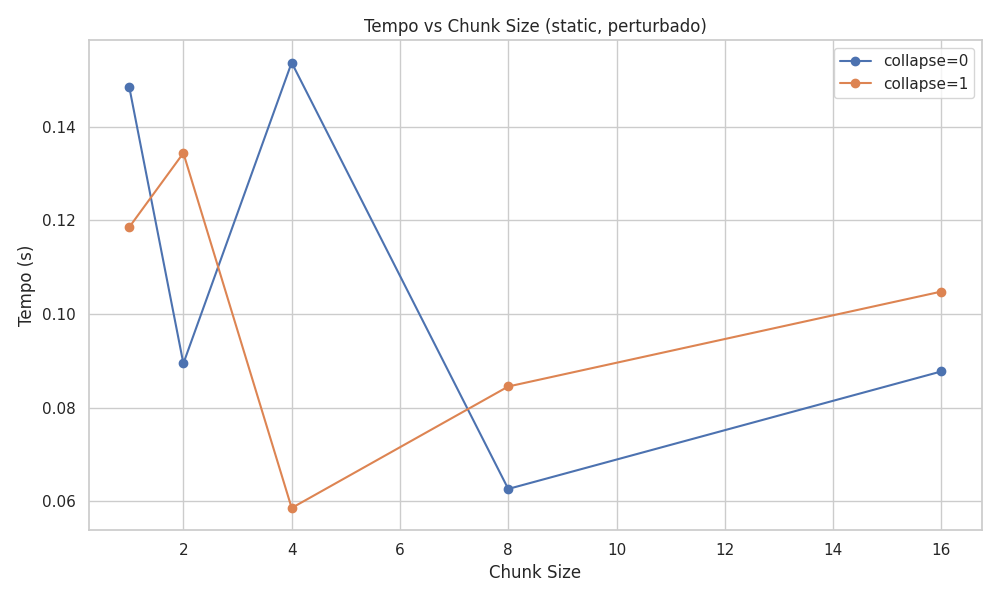 Tempo vs Chunk Size (static, perturbado)
collapse=0
collapse=1
Tempo (s)
0.14
0.12
0.10
0.08
0.06
2 4 6 8 10 12 14 16
Chunk Size